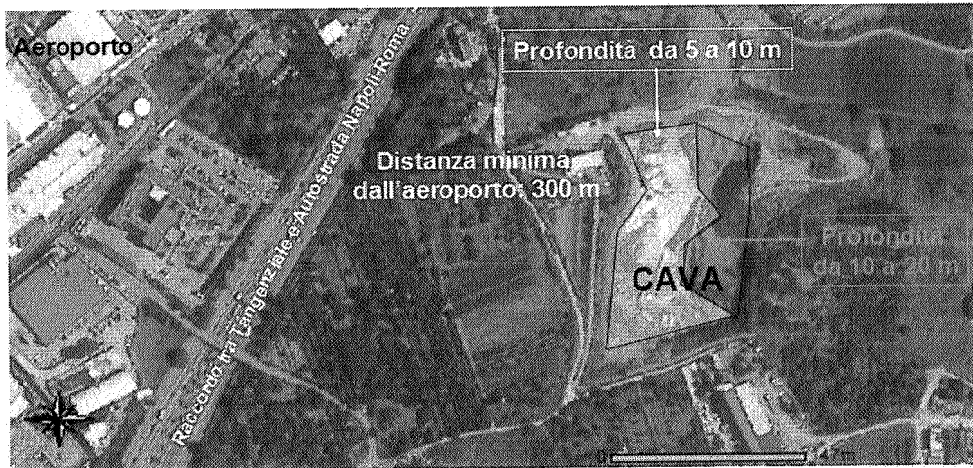 Aeroporto
Profondità da 5 a 10 m
Raccordo tra Tangenziale e Autostrada Napoli-Roma
Distanza minima
dall'aeroporto: 300 m
Profondità
da 10 a 20 m
CAVA
0